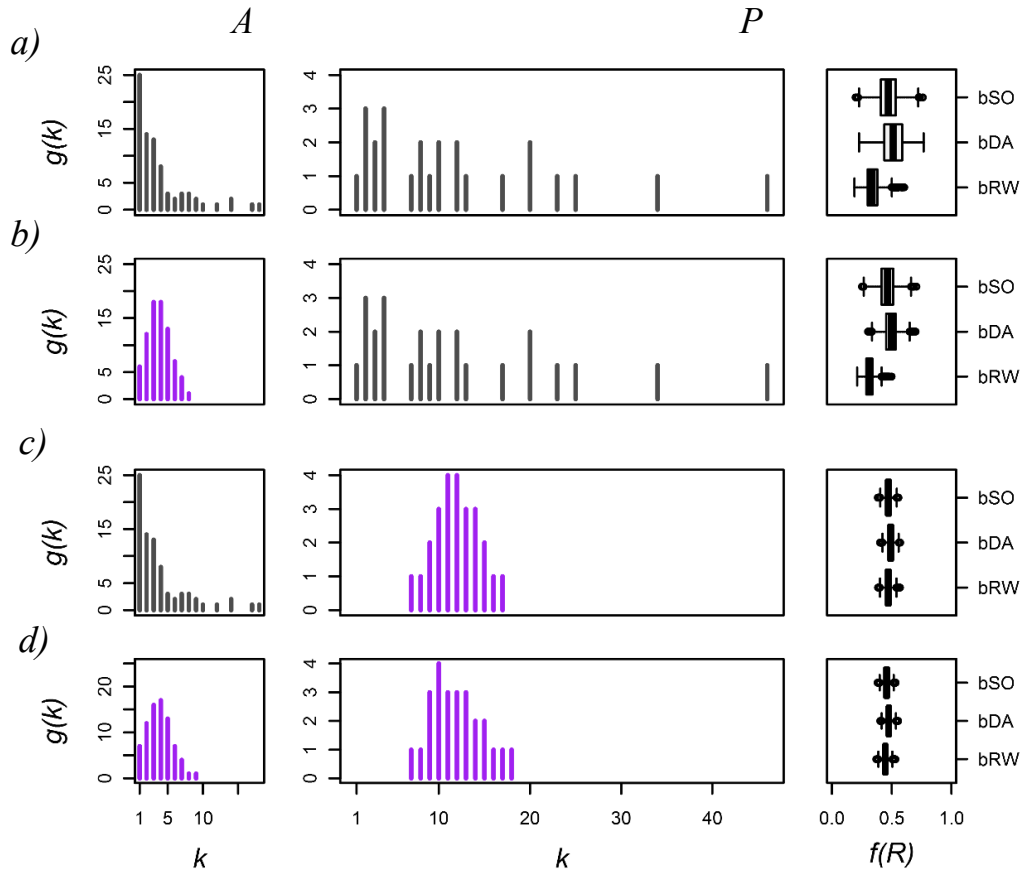 A P
a)
g(k) 0 5 15 25 0 1 2 3 4 bSO bDA bRW
b)
g(k) 0 5 15 25 0 1 2 3 4 bSO bDA bRW
c)
g(k) 0 5 15 25 0 1 2 3 4 bSO bDA bRW
d)
g(k) 0 10 20 0 1 2 3 4 bSO bDA bRW
1 5 10 1 10 20 30 40 0.0 0.5 1.0
k k f(R)